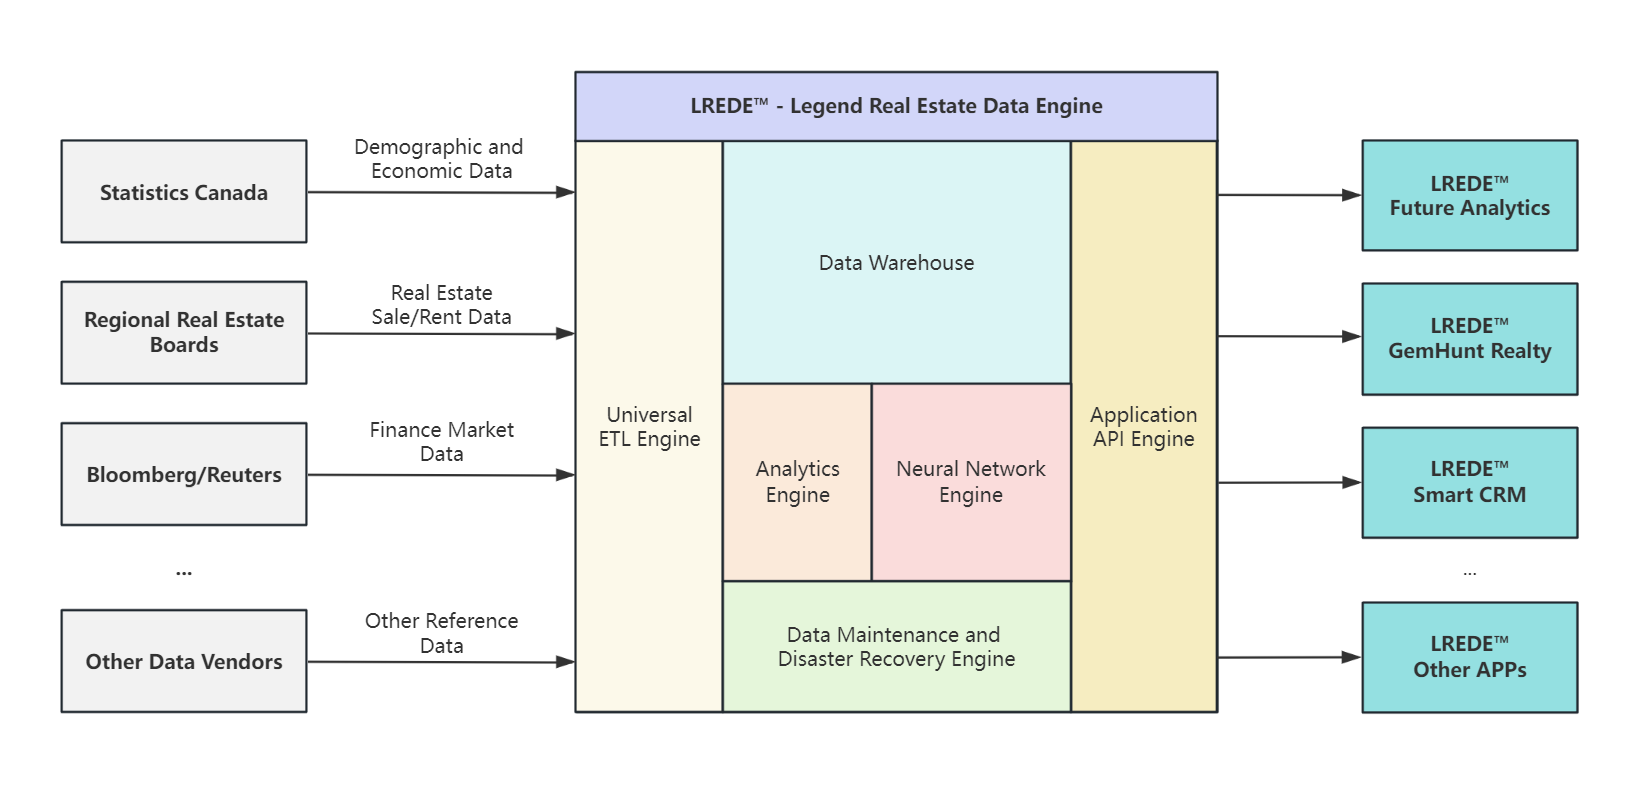 LREDE™ - Legend Real Estate Data Engine
Statistics Canada
Demographic and
Economic Data
Regional Real Estate
Boards
Real Estate
Sale/Rent Data
Bloomberg/Reuters
Finance Market
Data
...
Other Data Vendors
Other Reference
Data
Universal
ETL Engine
Data Warehouse
Analytics
Engine
Neural Network
Engine
Data Maintenance and
Disaster Recovery Engine
Application
API Engine
LREDE™
Future Analytics
LREDE™
GemHunt Realty
LREDE™
Smart CRM
...
LREDE™
Other APPs